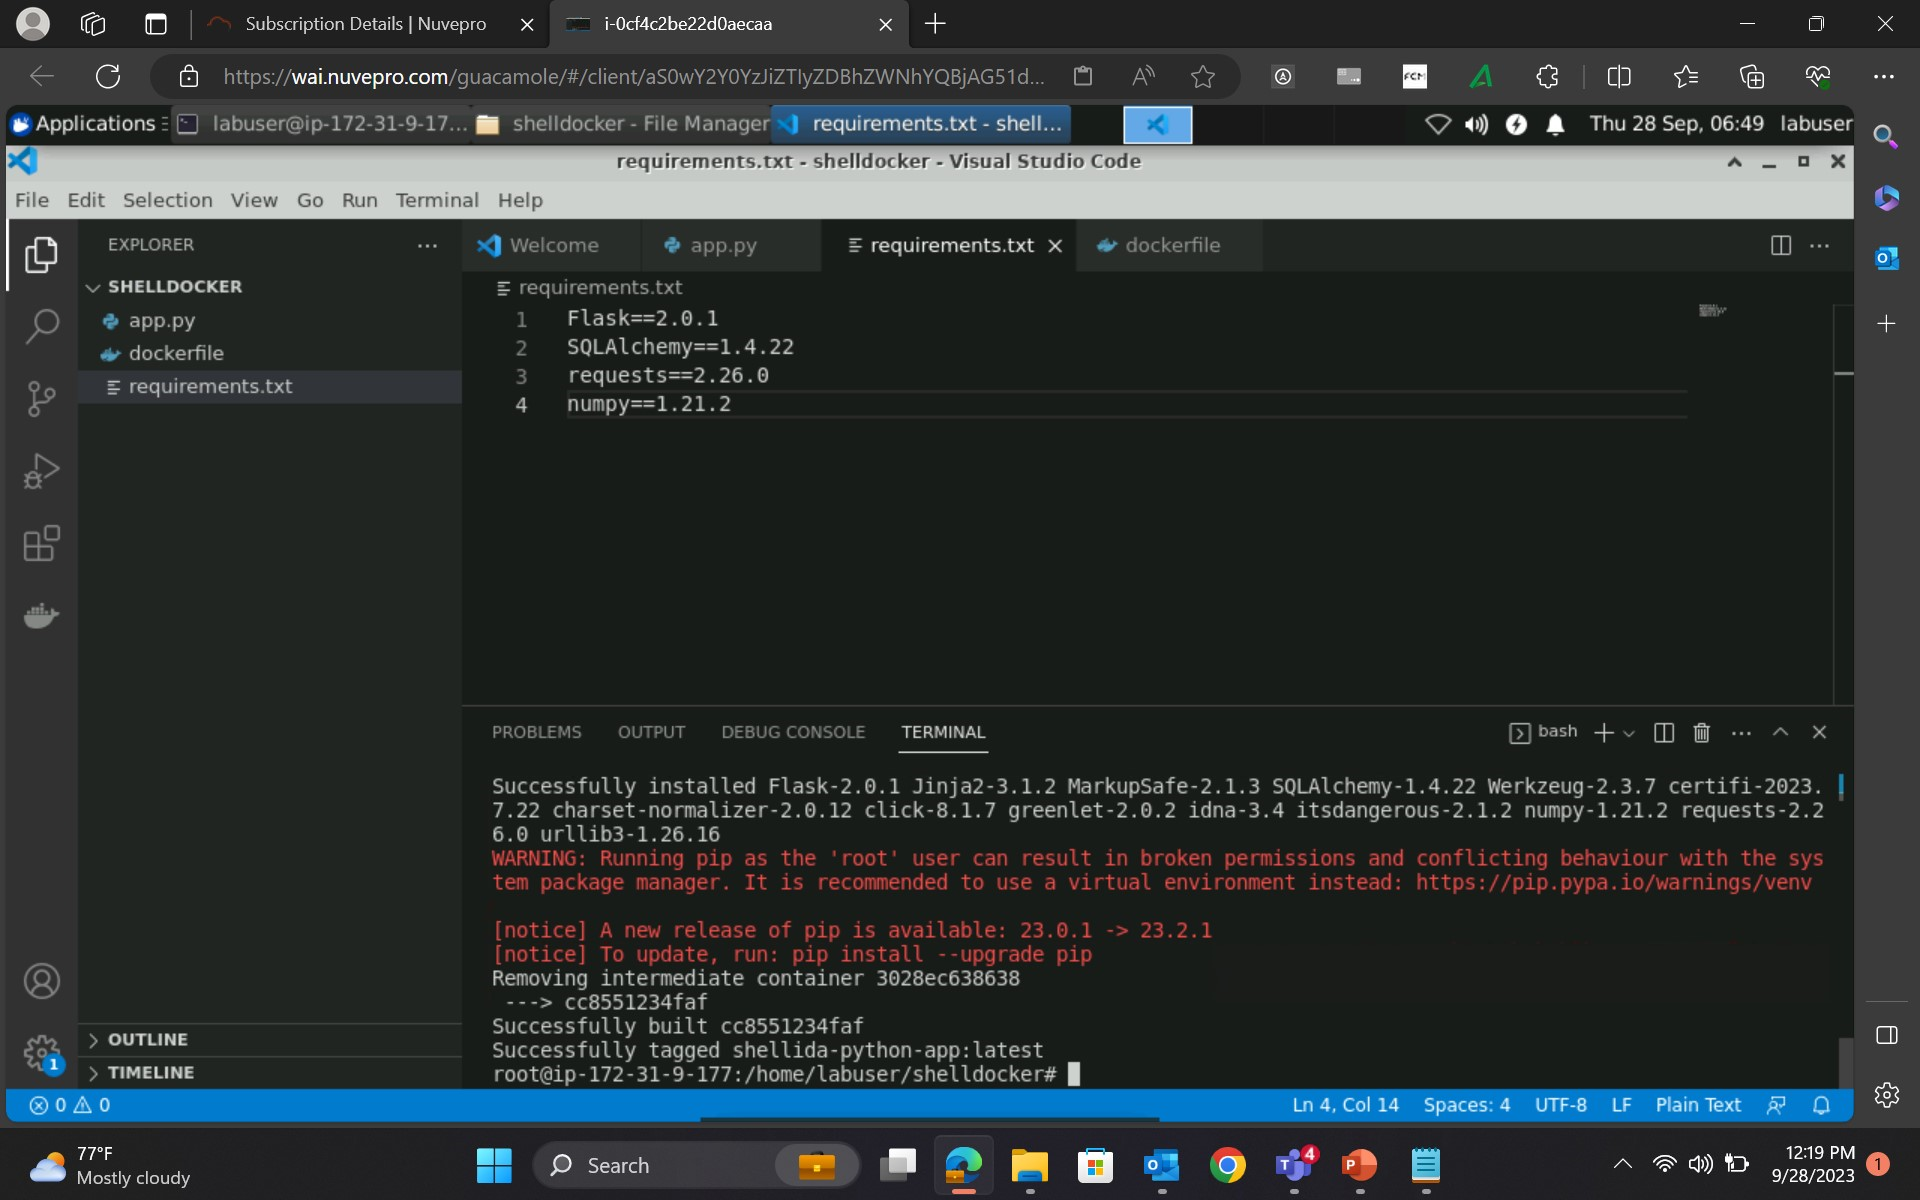 Subscription Details | Nuvepro
i-0cf4c2be22d0aecaa
https://wai.nuvepro.com/guacamole/#/client/aS0wY2Y0YzJiZTIyZDBhZWNhYQBjAG51d...
Applications
labuser@ip-172-31-9-17...
shelldocker - File Manager
requirements.txt - shell...
Thu 28 Sep, 06:49 labuser
requirements.txt - shelldocker - Visual Studio Code
File Edit Selection View Go Run Terminal Help
EXPLORER
Welcome
app.py
requirements.txt
dockerfile
SHELLDOCKER
app.py
dockerfile
requirements.txt
requirements.txt
1 Flask==2.0.1
2 SQLAlchemy==1.4.22
3 requests==2.26.0
4 numpy==1.21.2
PROBLEMS OUTPUT DEBUG CONSOLE TERMINAL
bash
Successfully installed Flask-2.0.1 Jinja2-3.1.2 MarkupSafe-2.1.3 SQLAlchemy-1.4.22 Werkzeug-2.3.7 certifi-2023.
7.22 charset-normalizer-2.0.12 click-8.1.7 greenlet-2.0.2 idna-3.4 itsdangerous-2.1.2 numpy-1.21.2 requests-2.2
6.0 urllib3-1.26.16
WARNING: Running pip as the 'root' user can result in broken permissions and conflicting behaviour with the sys
tem package manager. It is recommended to use a virtual environment instead: https://pip.pypa.io/warnings/venv
[notice] A new release of pip is available: 23.0.1 -> 23.2.1
[notice] To update, run: pip install --upgrade pip
Removing intermediate container 3028ec638638
---> cc8551234faf
Successfully built cc8551234faf
Successfully tagged shellida-python-app:latest
root@ip-172-31-9-177:/home/labuser/shelldocker#
OUTLINE
TIMELINE
1
0 0
Ln 4, Col 14 Spaces: 4 UTF-8 LF Plain Text
77°F
Mostly cloudy
Search
4
12:19 PM
9/28/2023
1